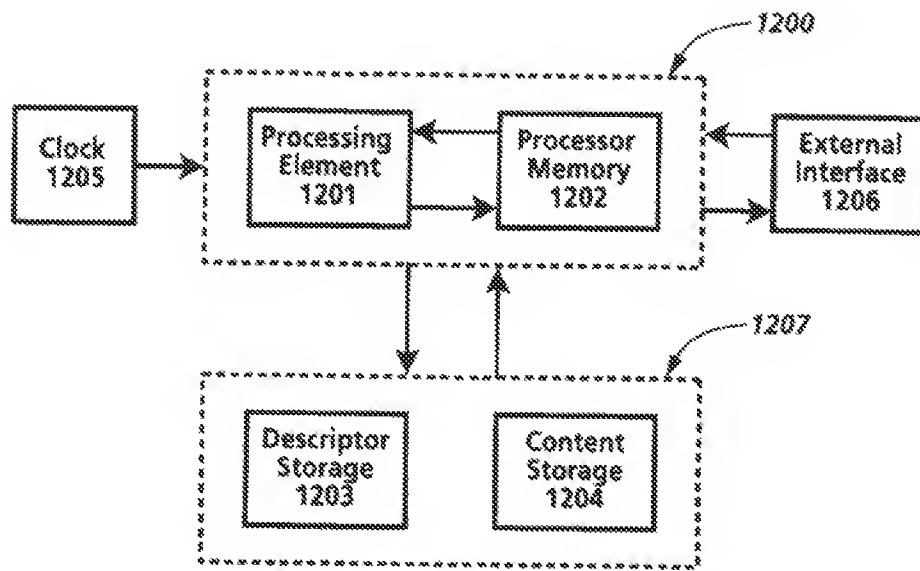 1200
Clock
1205
Processing
Element
1201
Processor
Memory
1202
External
Interface
1206
1207
Descriptor
Storage
1203
Content
Storage
1204